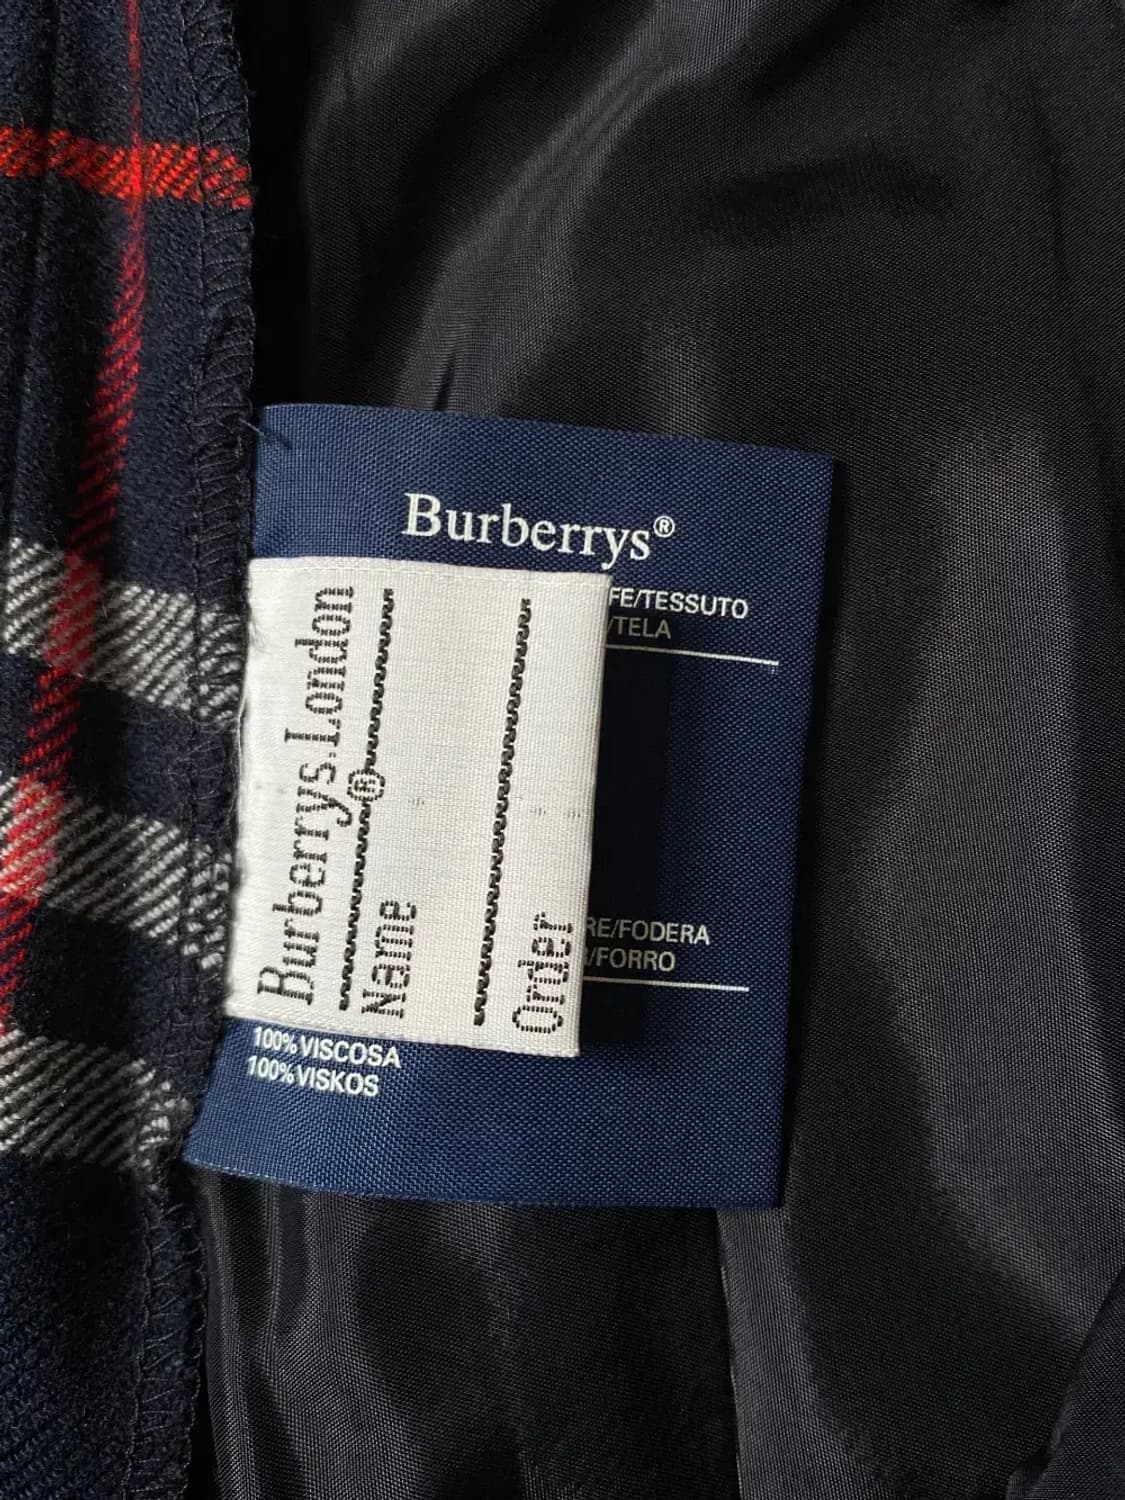 Burberrys®
FE/TESSUTO
/TELA
RE/FODERA
/FORRO
100% VISCOSA
100% VISKOS
Burberrys.London
®
Name
Order